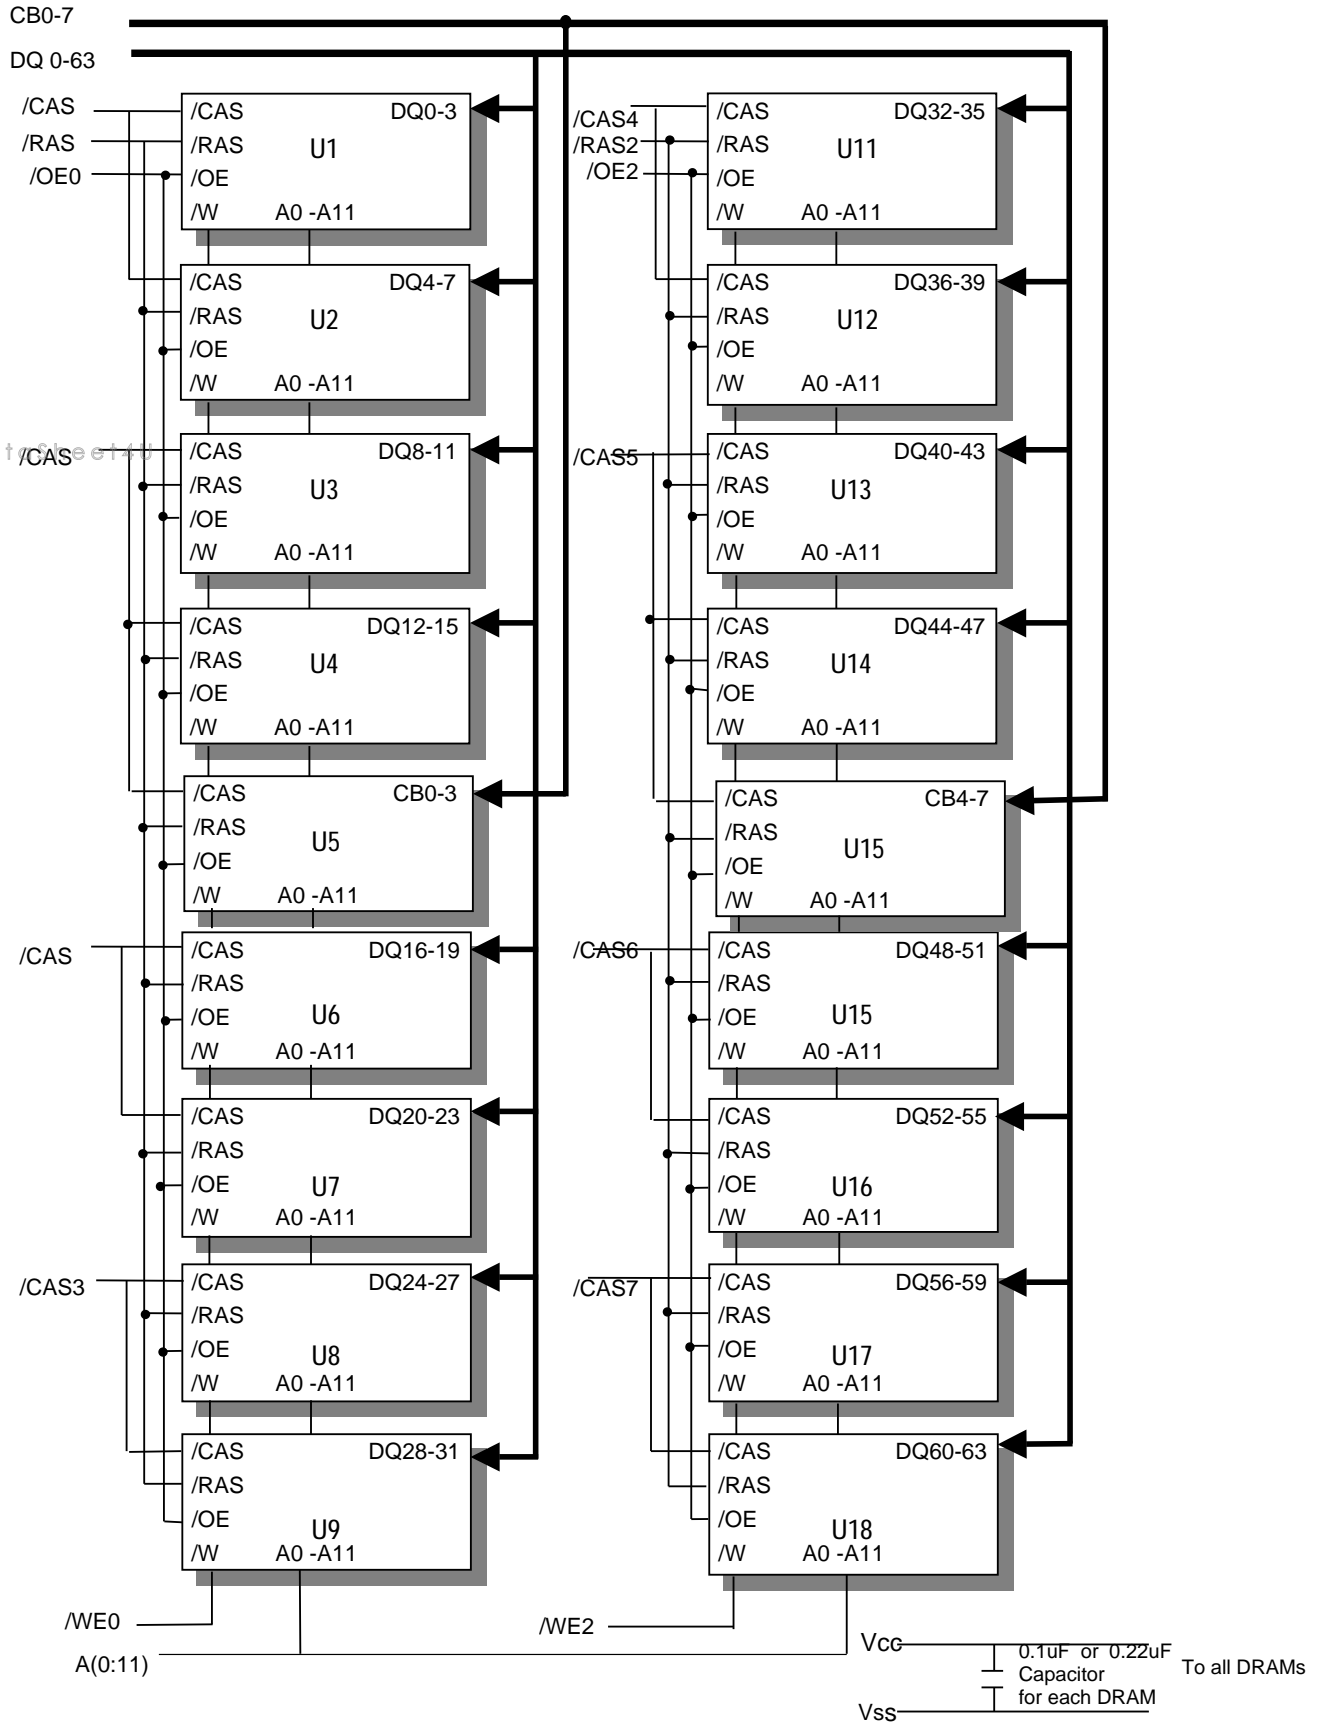 CB0-7
DQ 0-63
/CAS
/RAS
/OE0
/CAS DQ0-3
/RAS U1
/OE
/W A0 -A11
/CAS DQ4-7
/RAS U2
/OE
/W A0 -A11
/CAS
/CAS DQ8-11
/RAS U3
/OE
/W A0 -A11
/CAS DQ12-15
/RAS U4
/OE
/W A0 -A11
/CAS CB0-3
/RAS U5
/OE
/W A0 -A11
/CAS
/CAS DQ16-19
/RAS
/OE U6
/W A0 -A11
/CAS DQ20-23
/RAS
/OE U7
/W A0 -A11
/CAS3
/CAS DQ24-27
/RAS
/OE U8
/W A0 -A11
/CAS DQ28-31
/RAS
/OE U9
/W A0 -A11
/WE0
A(0:11)
/CAS4
/RAS2
/OE2
/CAS DQ32-35
/RAS U11
/OE
/W A0 -A11
/CAS DQ36-39
/RAS U12
/OE
/W A0 -A11
/CAS5
/CAS DQ40-43
/RAS U13
/OE
/W A0 -A11
/CAS DQ44-47
/RAS U14
/OE
/W A0 -A11
/CAS CB4-7
/RAS U15
/OE
/W A0 -A11
/CAS6
/CAS DQ48-51
/RAS
/OE U15
/W A0 -A11
/CAS DQ52-55
/RAS
/OE U16
/W A0 -A11
/CAS7
/CAS DQ56-59
/RAS
/OE U17
/W A0 -A11
/CAS DQ60-63
/RAS
/OE U18
/W A0 -A11
/WE2
Vcc
0.1uF or 0.22uF
Capacitor
for each DRAM
To all DRAMs
Vss